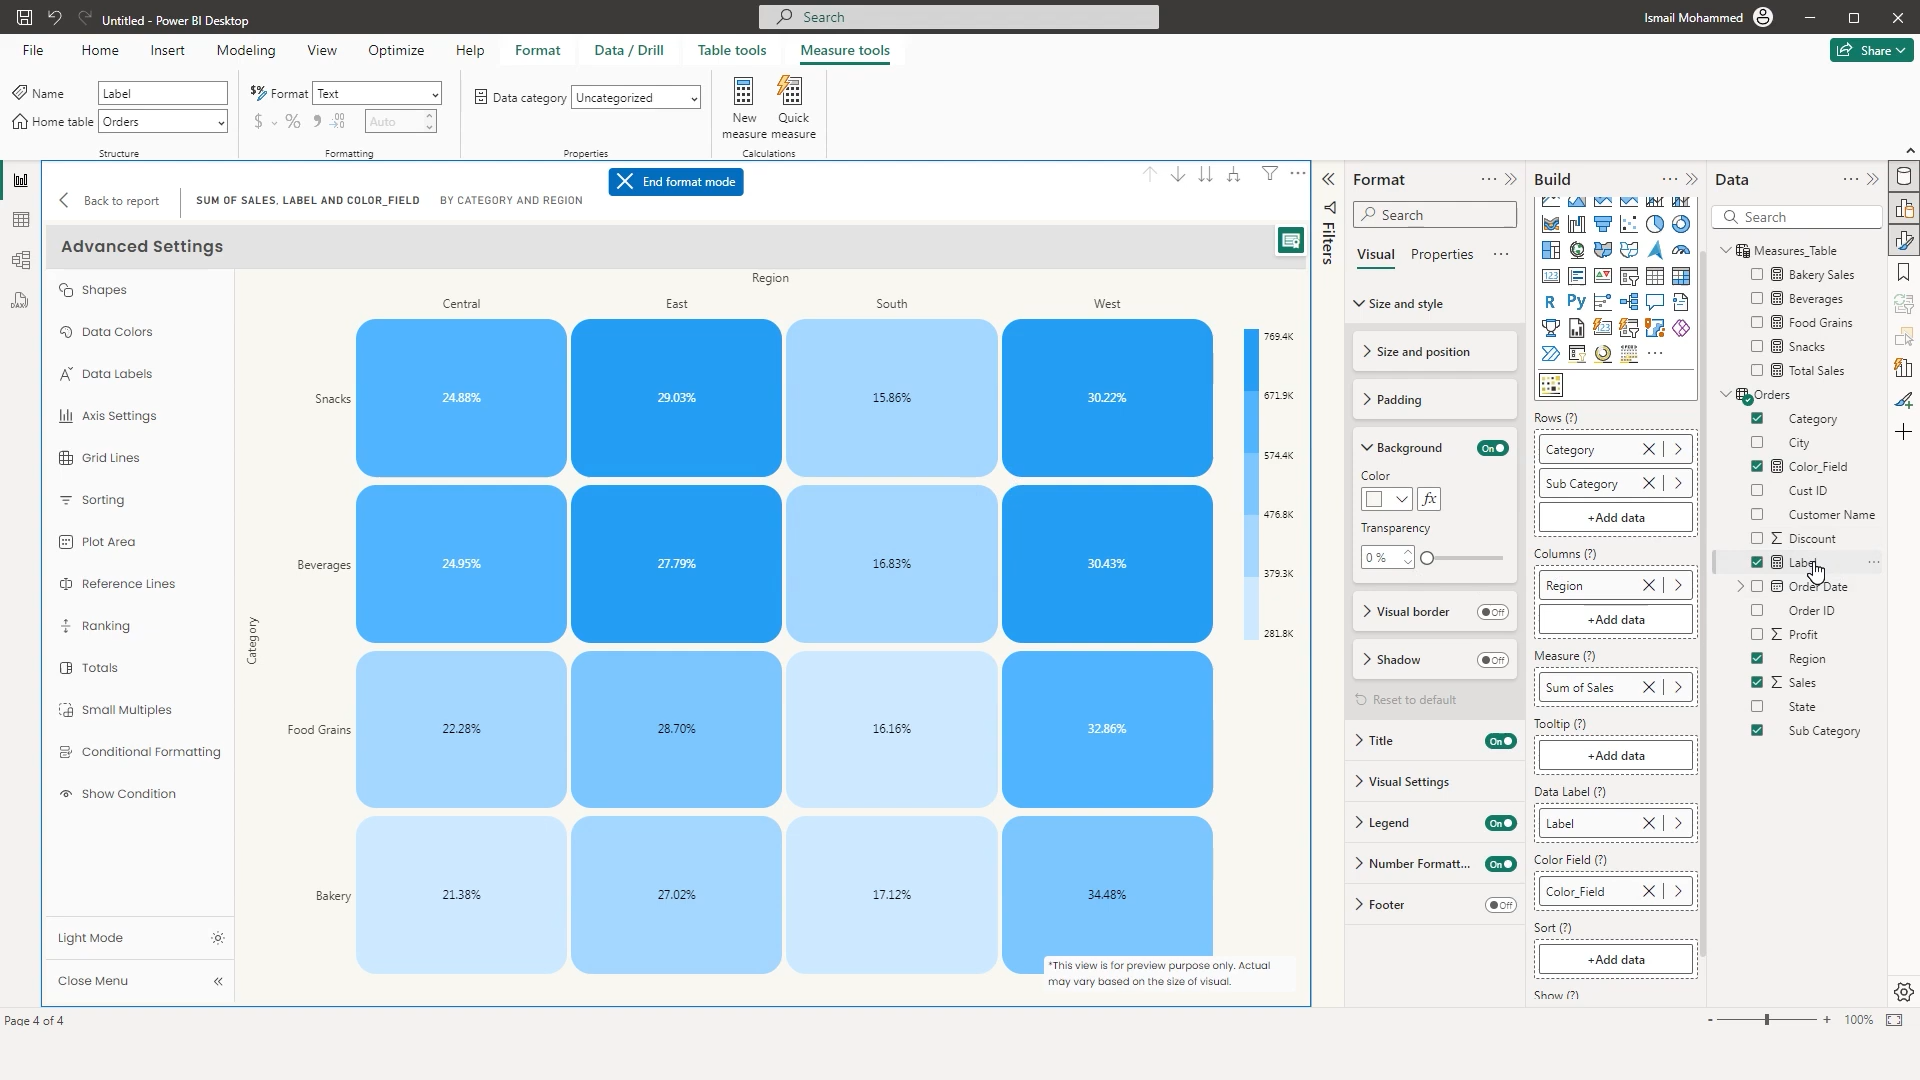 Untitled - Power BI Desktop
Search
Ismail Mohammed
File
Home
Insert
Modeling
View
Optimize
Help
Format
Data / Drill
Table tools
Measure tools
Share
Name
Label
Home table
Orders
Structure
Format
Text
$
%
Auto
Formatting
Data category
Uncategorized
Properties
New
measure
Quick
measure
Calculations
Back to report
SUM OF SALES, LABEL AND COLOR_FIELD
BY CATEGORY AND REGION
End format mode
Advanced Settings
Shapes
Data Colors
Data Labels
Axis Settings
Grid Lines
Sorting
Plot Area
Reference Lines
Ranking
Totals
Small Multiples
Conditional Formatting
Show Condition
Light Mode
Close Menu
Region
Central
East
South
West
Category
Snacks
24.88%
29.03%
15.86%
30.22%
Beverages
24.95%
27.79%
16.83%
30.43%
Food Grains
22.28%
28.70%
16.16%
32.86%
Bakery
21.38%
27.02%
17.12%
34.48%
769.4K
671.9K
574.4K
476.8K
379.3K
281.8K
*This view is for preview purpose only. Actual
may vary based on the size of visual.
Filters
Format
Search
Visual
Properties
Size and style
Size and position
Padding
Background
On
Color
fx
Transparency
0 %
Visual border
Off
Shadow
Off
Reset to default
Title
On
Visual Settings
Legend
On
Number Formatt...
On
Footer
Off
Build
R
Py
123
Rows (?)
Category
Sub Category
+Add data
Columns (?)
Region
+Add data
Measure (?)
Sum of Sales
Tooltip (?)
+Add data
Data Label (?)
Label
Color Field (?)
Color_Field
Sort (?)
+Add data
Show (?)
Data
Search
Measures_Table
Bakery Sales
Beverages
Food Grains
Snacks
Total Sales
Orders
Category
City
Color_Field
Cust ID
Customer Name
Discount
Label
Order Date
Order ID
Profit
Region
Sales
State
Sub Category
Page 4 of 4
100%